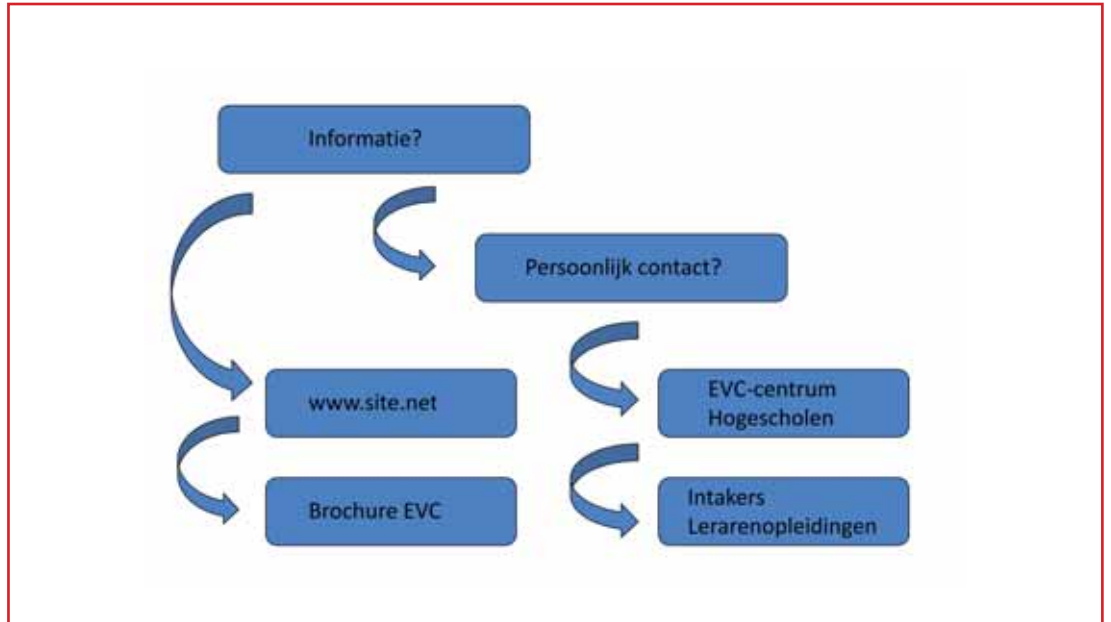 Informatie?
Persoonlijk contact?
www.site.net
EVC-centrum
Hogescholen
Brochure EVC
Intakers
Lerarenopleidingen